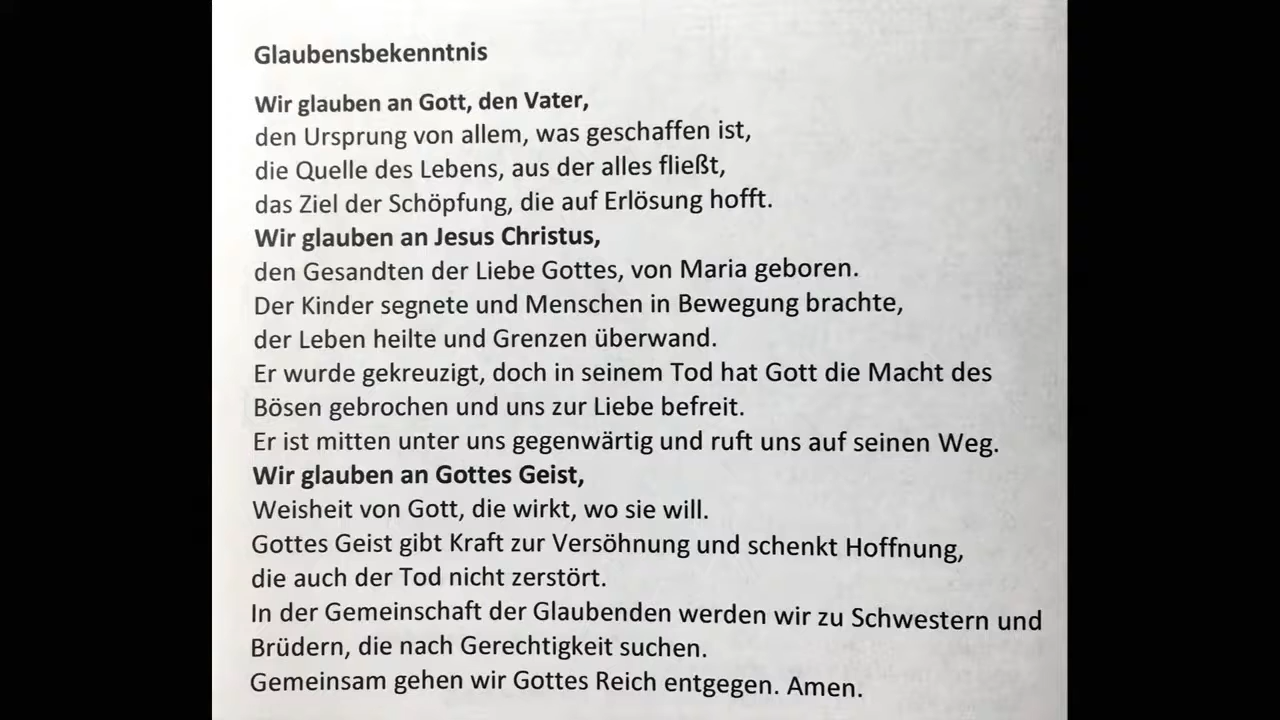 Glaubensbekenntnis
Wir glauben an Gott, den Vater,
den Ursprung von allem, was geschaffen ist,
die Quelle des Lebens, aus der alles fließt,
das Ziel der Schöpfung, die auf Erlösung hofft.
Wir glauben an Jesus Christus,
den Gesandten der Liebe Gottes, von Maria geboren.
Der Kinder segnete und Menschen in Bewegung brachte,
der Leben heilte und Grenzen überwand.
Er wurde gekreuzigt, doch in seinem Tod hat Gott die Macht des
Bösen gebrochen und uns zur Liebe befreit.
Er ist mitten unter uns gegenwärtig und ruft uns auf seinen Weg.
Wir glauben an Gottes Geist,
Weisheit von Gott, die wirkt, wo sie will.
Gottes Geist gibt Kraft zur Versöhnung und schenkt Hoffnung,
die auch der Tod nicht zerstört.
In der Gemeinschaft der Glaubenden werden wir zu Schwestern und
Brüdern, die nach Gerechtigkeit suchen.
Gemeinsam gehen wir Gottes Reich entgegen. Amen.